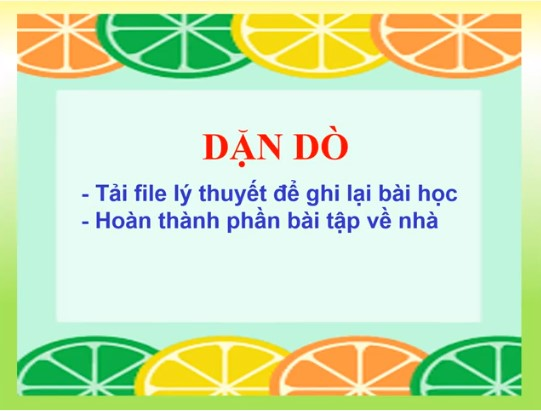 DẶN DÒ
- Tải file lý thuyết để ghi lại bài học
- Hoàn thành phần bài tập về nhà